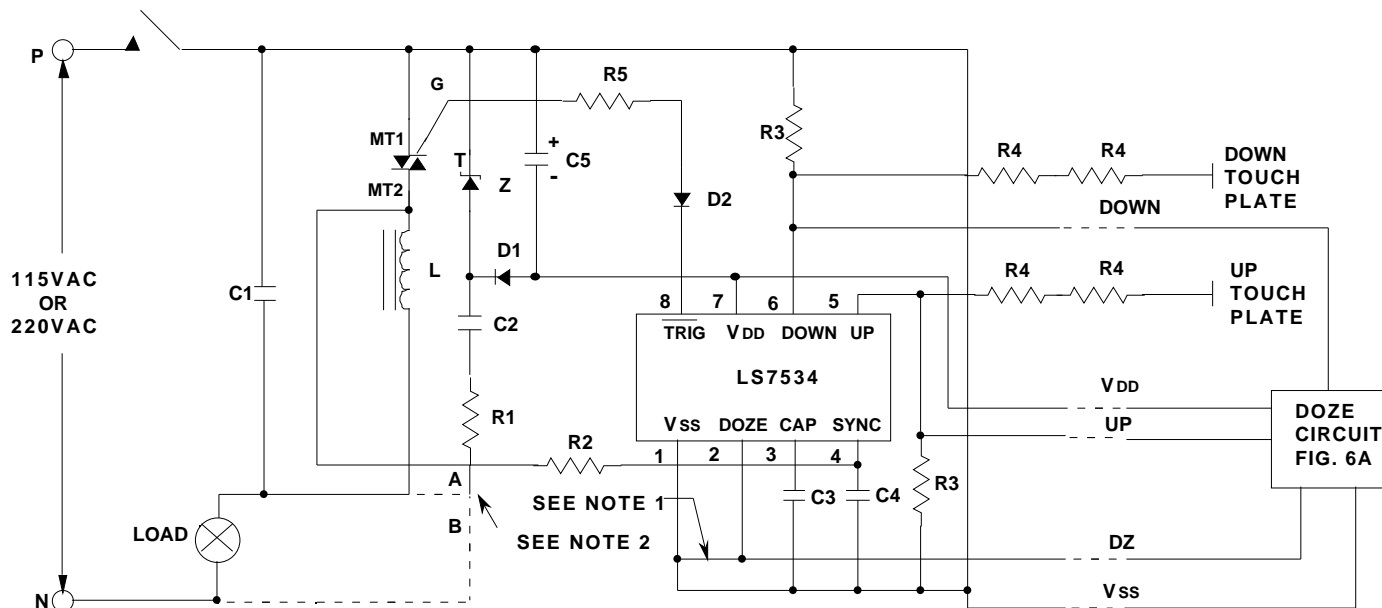 P
G
R5
MT1
T
+
C5
-
R3
R4
R4
DOWN
TOUCH
PLATE
Z
MT2
D2
DOWN
D1
115VAC
OR
220VAC
C1
L
R4
R4
UP
TOUCH
PLATE
8
7
6
5
C2
TRIG
VDD
DOWN
UP
LS7534
VDD
R1
VSS
DOZE
CAP
SYNC
UP
DOZE
CIRCUIT
FIG. 6A
R2
1
2
3
4
A
R3
SEE NOTE 1
C3
C4
B
LOAD
SEE NOTE 2
DZ
N
VSS